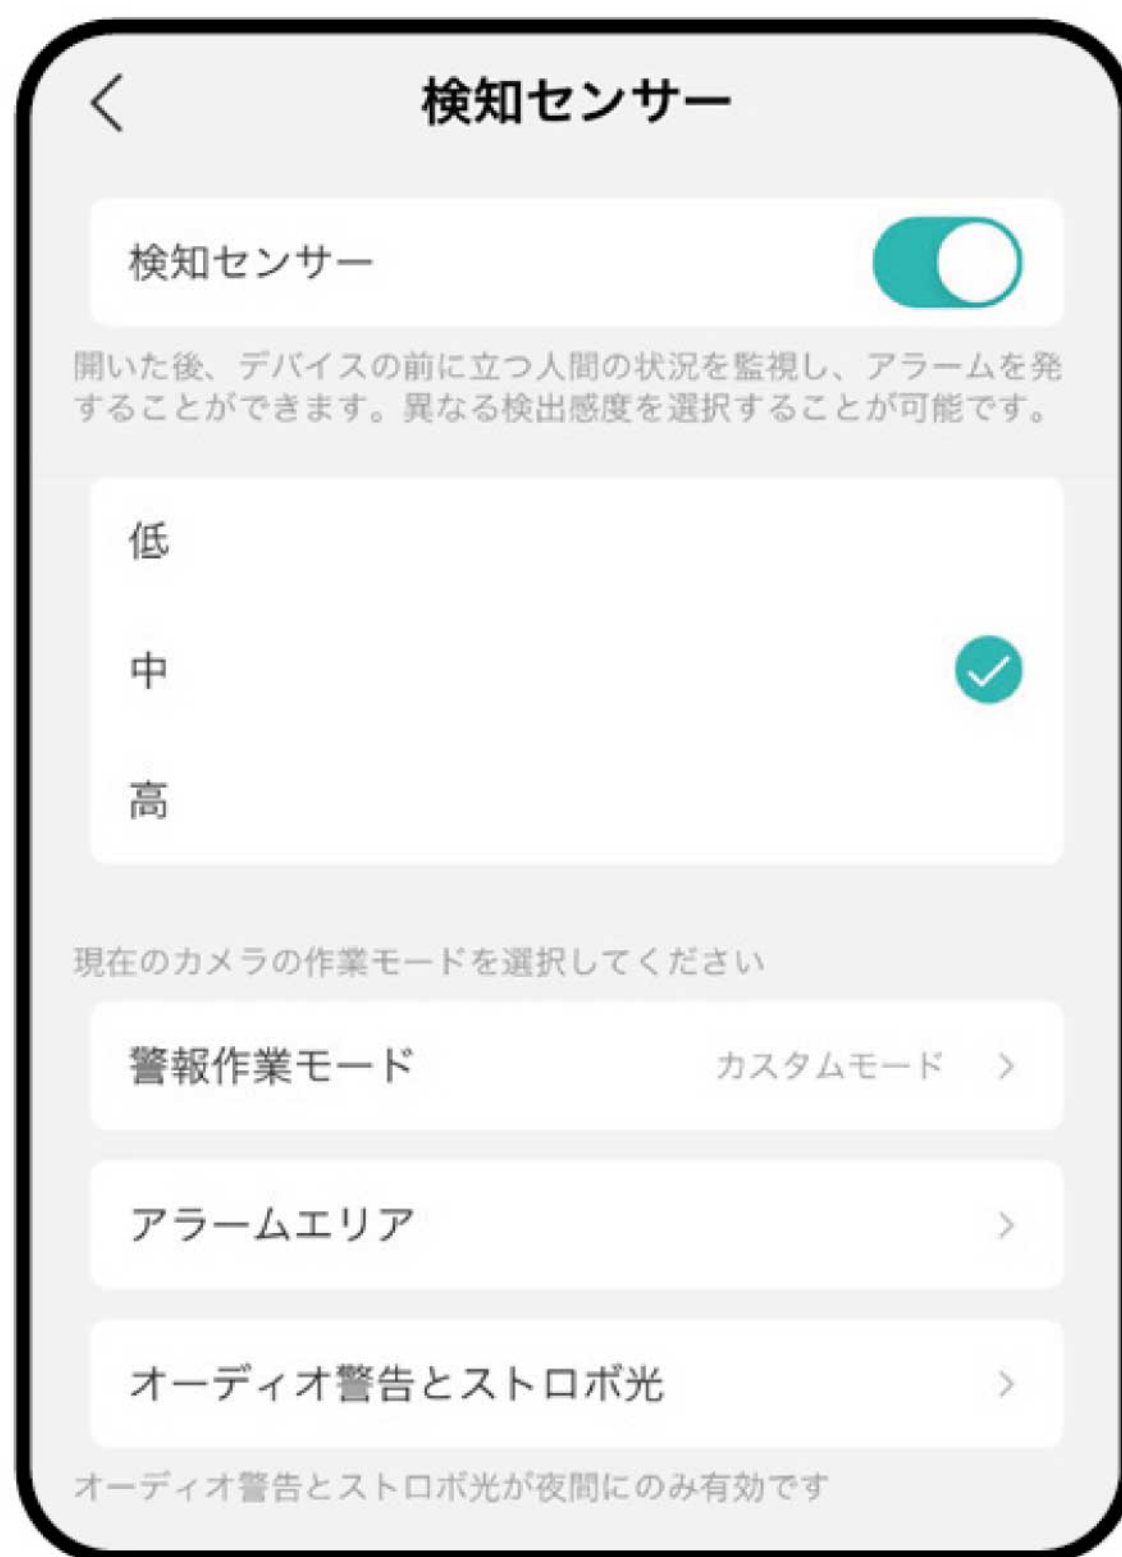 検知センサー
検知センサー
開いた後、デバイスの前に立つ人間の状況を監視し、アラームを発
することができます。異なる検出感度を選択することが可能です。
低
中
高
現在のカメラの作業モードを選択してください
警報作業モード カスタムモード
アラームエリア
オーディオ警告とストロボ光
オーディオ警告とストロボ光が夜間にのみ有効です